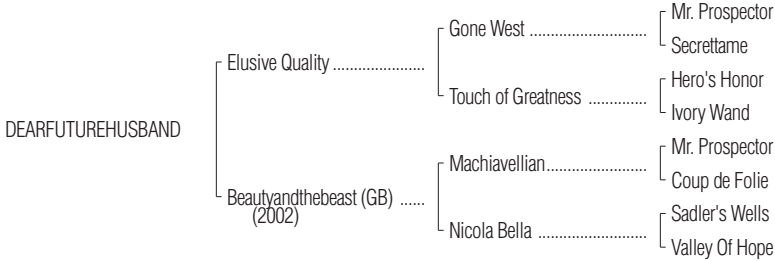 Mr. Prospector
Gone West ..............................
Secrettame
Elusive Quality ......................
Hero's Honor
Touch of Greatness ...............
Ivory Wand
DEARFUTUREHUSBAND
Mr. Prospector
Machiavellian..........................
Coup de Folie
Beautyandthebeast (GB) ......
(2002)
Sadler's Wells
Nicola Bella ............................
Valley Of Hope